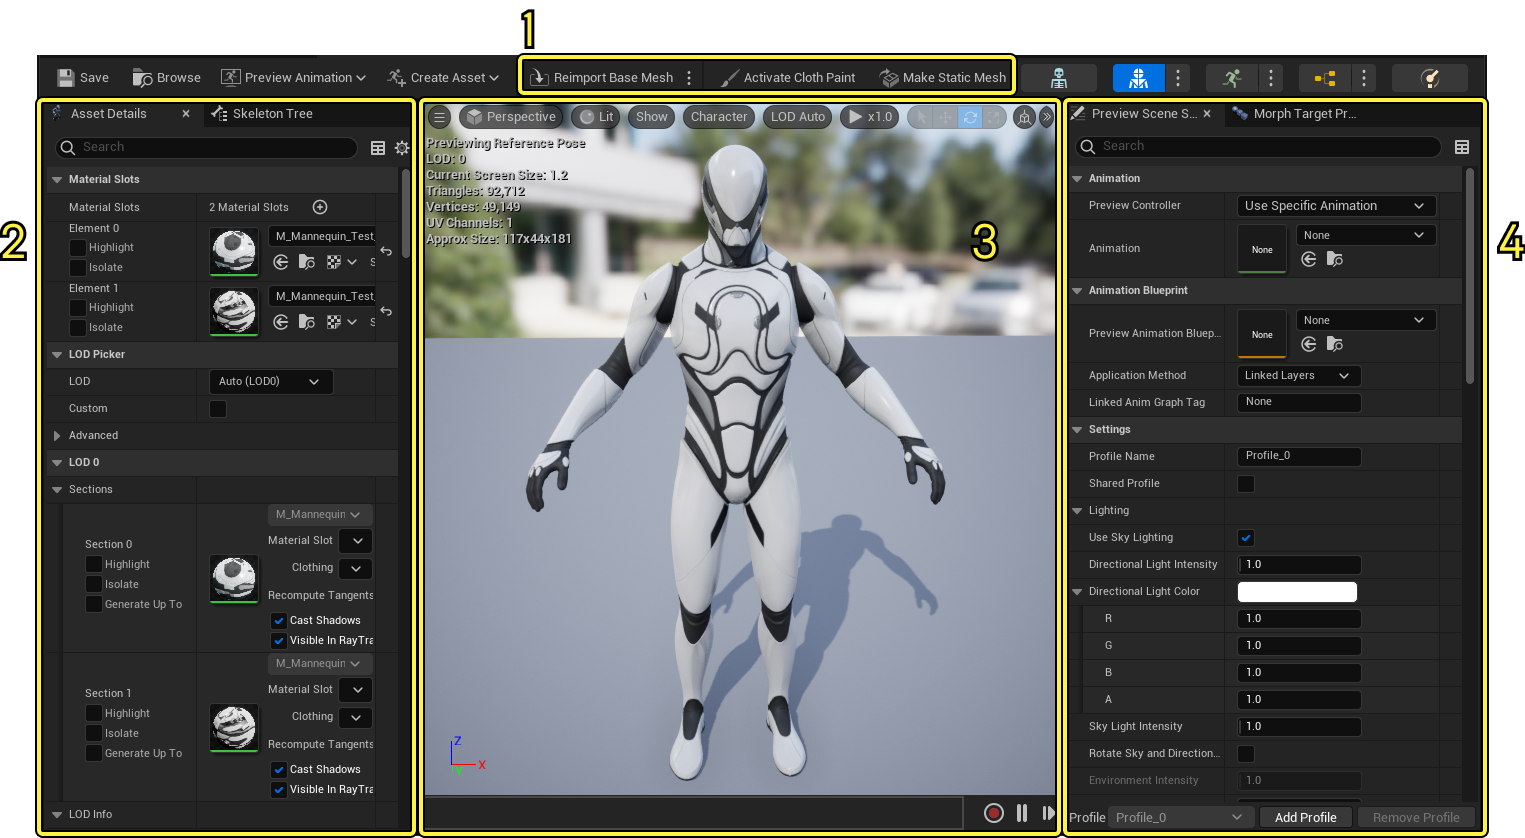 1
Save
Browse
Preview Animation
Create Asset
Reimport Base Mesh
Activate Cloth Paint
Make Static Mesh
2
Asset Details
Skeleton Tree
Search
Material Slots
Material Slots
2 Material Slots
Element 0
Highlight
Isolate
M_Mannequin_Test_
S
Element 1
Highlight
Isolate
M_Mannequin_Test_
S
LOD Picker
LOD
Auto (LOD0)
Custom
Advanced
LOD 0
Sections
Section 0
Highlight
Isolate
Generate Up To
M_Mannequin
Material Slot
Clothing
Recompute Tangents
Cast Shadows
Visible In RayTra
Section 1
Highlight
Isolate
Generate Up To
M_Mannequin
Material Slot
Clothing
Recompute Tangents
Cast Shadows
Visible In RayTra
LOD Info
3
Perspective
Lit
Show
Character
LOD Auto
x1.0
Previewing Reference Pose
LOD: 0
Current Screen Size: 1.2
Triangles: 92,712
Vertices: 49,149
UV Channels: 1
Approx Size: 117x44x181
Z
X
Y
4
Preview Scene S...
Morph Target Pr...
Search
Animation
Preview Controller
Use Specific Animation
Animation
None
None
Animation Blueprint
Preview Animation Bluep...
None
None
Application Method
Linked Layers
Linked Anim Graph Tag
None
Settings
Profile Name
Profile_0
Shared Profile
Lighting
Use Sky Lighting
Directional Light Intensity
1.0
Directional Light Color
R
1.0
G
1.0
B
1.0
A
1.0
Sky Light Intensity
1.0
Rotate Sky and Direction...
Environment Intensity
1.0
Profile
Profile_0
Add Profile
Remove Profile